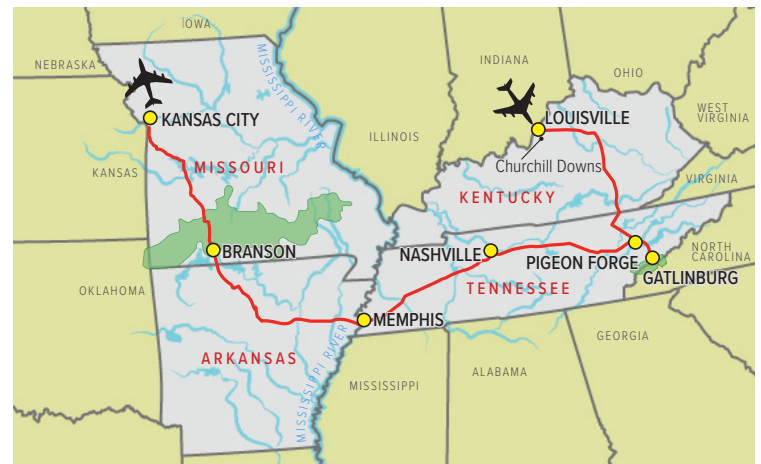 IOWA
NEBRASKA
MISSISSIPPI RIVER
INDIANA
OHIO
KANSAS CITY
LOUISVILLE
WEST
VIRGINIA
ILLINOIS
Churchill Downs
KANSAS
MISSOURI
VIRGINIA
KENTUCKY
BRANSON
NASHVILLE
PIGEON FORGE
NORTH
CAROLINA
GATLINBURG
TENNESSEE
OKLAHOMA
MEMPHIS
GEORGIA
ARKANSAS
MISSISSIPPI RIVER
MISSISSIPPI
ALABAMA